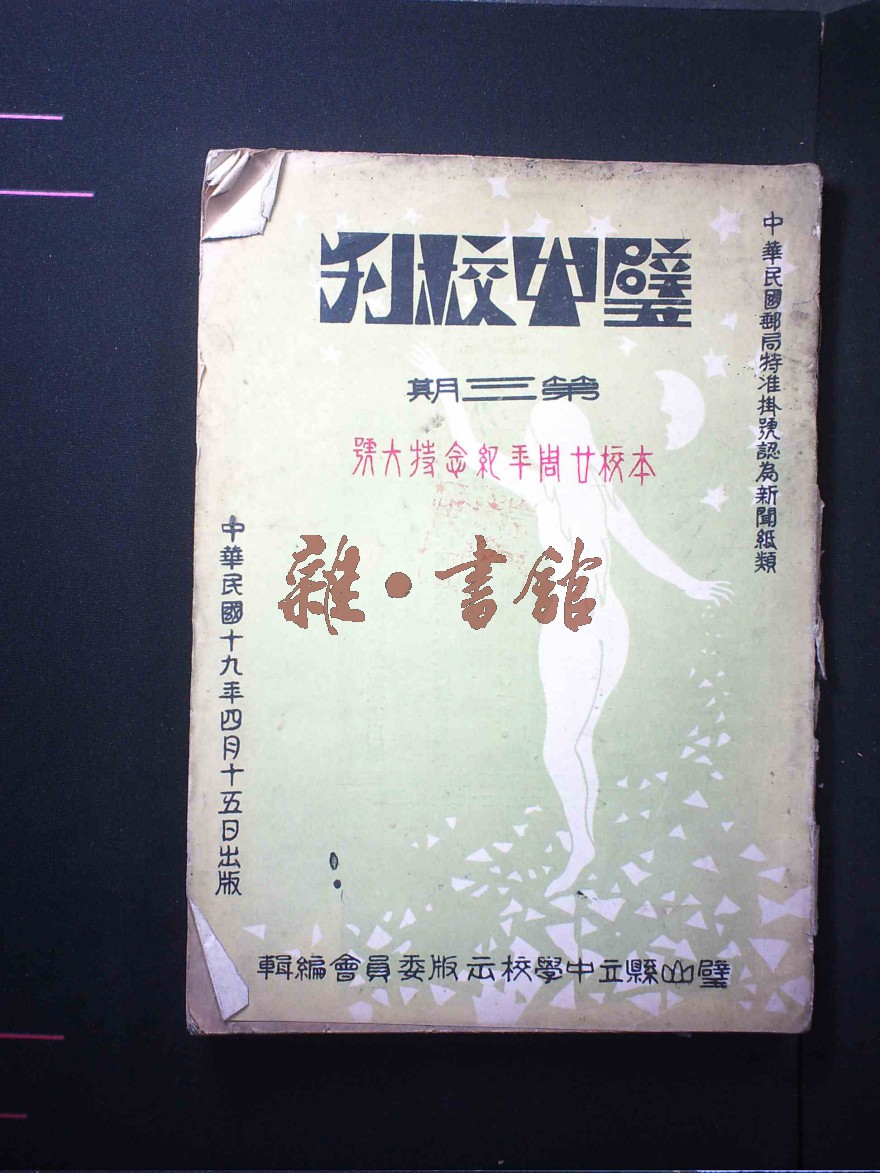 璧中校刊
第三期
本校廿周年紀念特大號
中華民國郵局特准掛號認為新聞紙類
雜·書館
中華民國十九年四月十五日出版
璧山縣立中學校出版委員會編輯